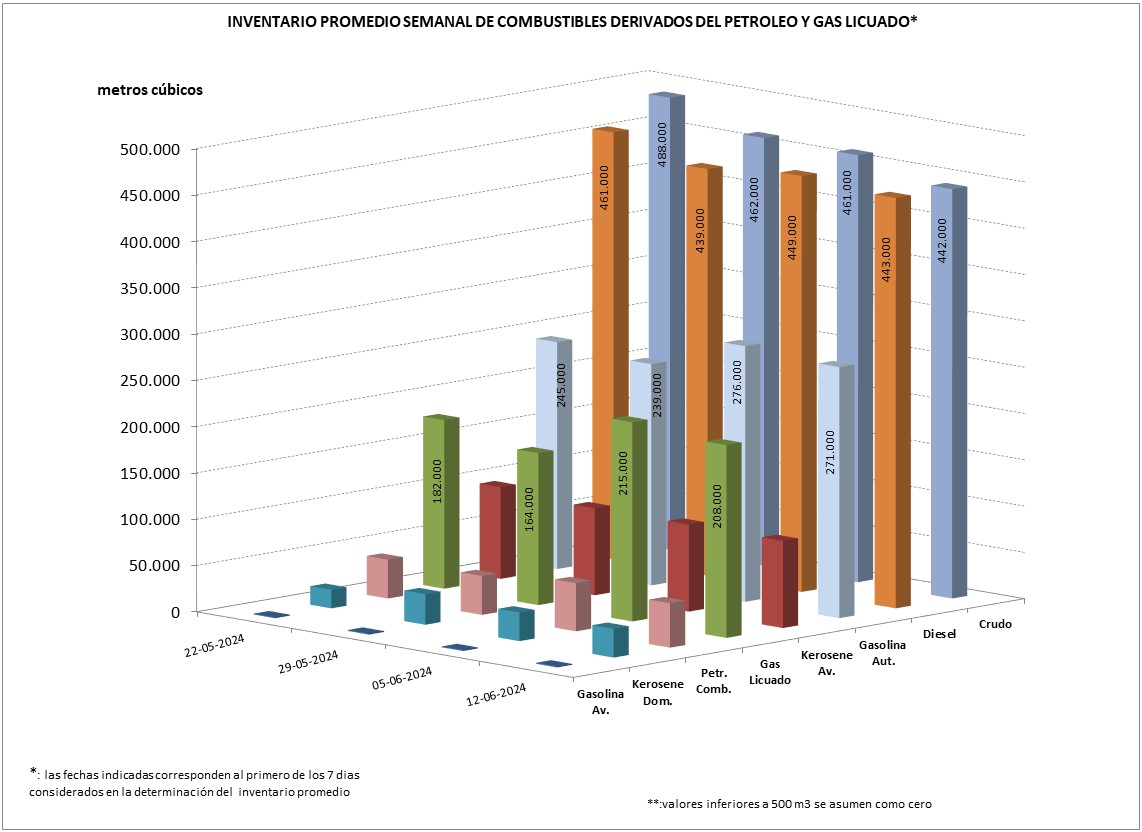 INVENTARIO PROMEDIO SEMANAL DE COMBUSTIBLES DERIVADOS DEL PETROLEO Y GAS LICUADO*
metros cúbicos
500.000
450.000
400.000
350.000
300.000
250.000
200.000
150.000
100.000
50.000
0
488.000
462.000
461.000
442.000
461.000
439.000
449.000
443.000
245.000
239.000
276.000
271.000
182.000
164.000
215.000
208.000
22-05-2024
29-05-2024
05-06-2024
12-06-2024
Gasolina
Av.
Kerosene
Dom.
Petr.
Comb.
Gas
Licuado
Kerosene
Av.
Gasolina
Aut.
Diesel
Crudo
*: las fechas indicadas corresponden al primero de los 7 dias
considerados en la determinación del inventario promedio
**:valores inferiores a 500 m3 se asumen como cero